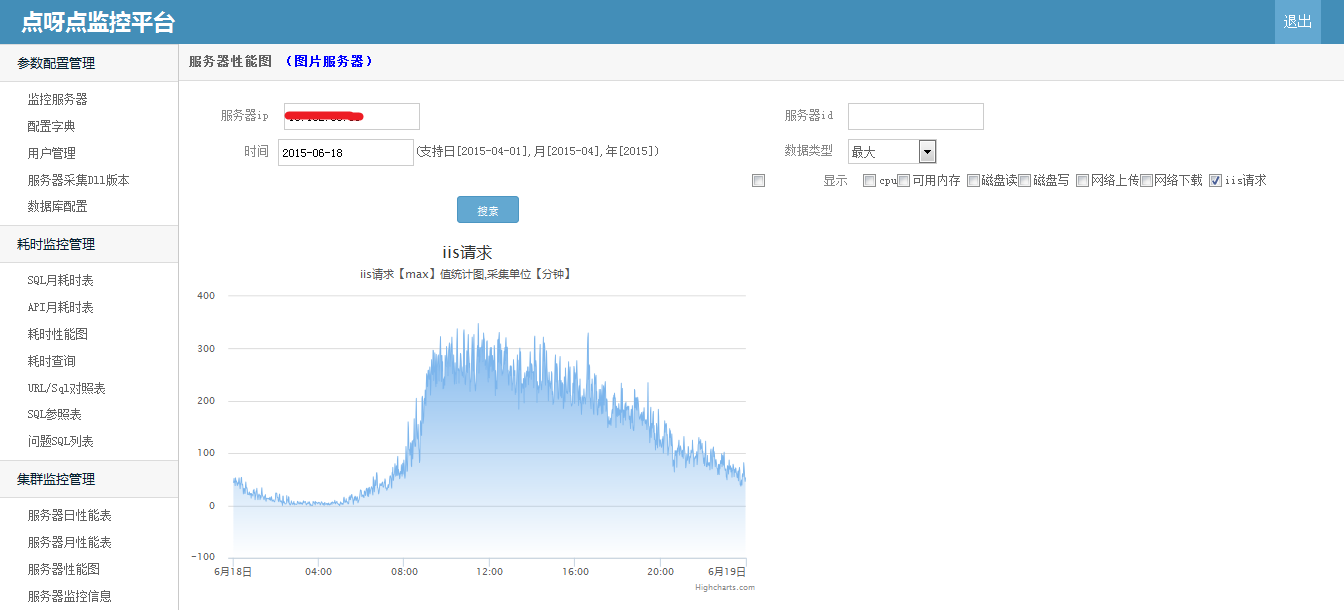 点呀点监控平台
退出
参数配置管理
监控服务器
配置字典
用户管理
服务器采集Dll版本
数据库配置
耗时监控管理
SQL月耗时表
API月耗时表
耗时性能图
耗时查询
URL/Sql对照表
SQL参照表
问题SQL列表
集群监控管理
服务器日性能表
服务器月性能表
服务器性能图
服务器监控信息
服务器性能图 （图片服务器）
服务器ip
服务器id
时间 2015-06-18 (支持日[2015-04-01],月[2015-04],年[2015])
数据类型 最大
显示 cpu 可用内存 磁盘读 磁盘写 网络上传 网络下载 iis请求
搜索
iis请求
iis请求【max】值统计图,采集单位【分钟】
400
300
200
100
0
-100
6月18日 04:00 08:00 12:00 16:00 20:00 6月19日
Highcharts.com